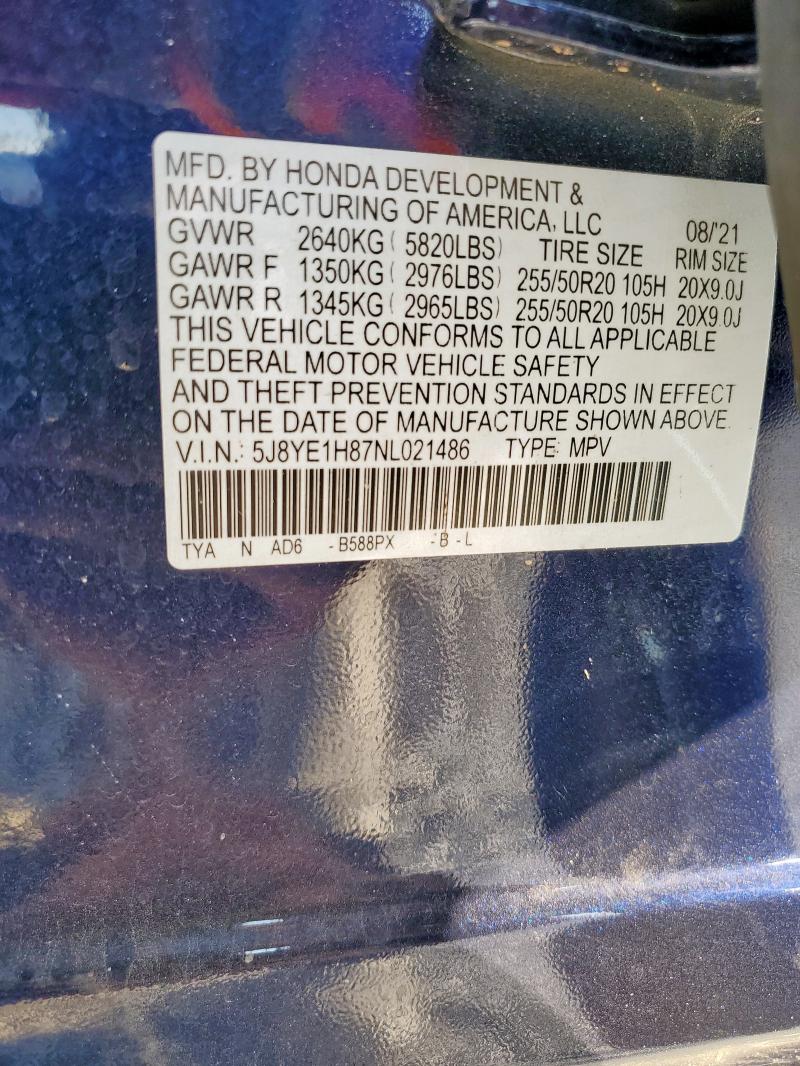 MFD. BY HONDA DEVELOPMENT &
MANUFACTURING OF AMERICA, LLC 08/'21
GVWR 2640KG ( 5820LBS) TIRE SIZE RIM SIZE
GAWR F 1350KG ( 2976LBS) 255/50R20 105H 20X9.0J
GAWR R 1345KG ( 2965LBS) 255/50R20 105H 20X9.0J
THIS VEHICLE CONFORMS TO ALL APPLICABLE
FEDERAL MOTOR VEHICLE SAFETY
AND THEFT PREVENTION STANDARDS IN EFFECT
ON THE DATE OF MANUFACTURE SHOWN ABOVE.
V.I.N.: 5J8YE1H87NL021486 TYPE: MPV
TYA N AD6 -B588PX -B - L